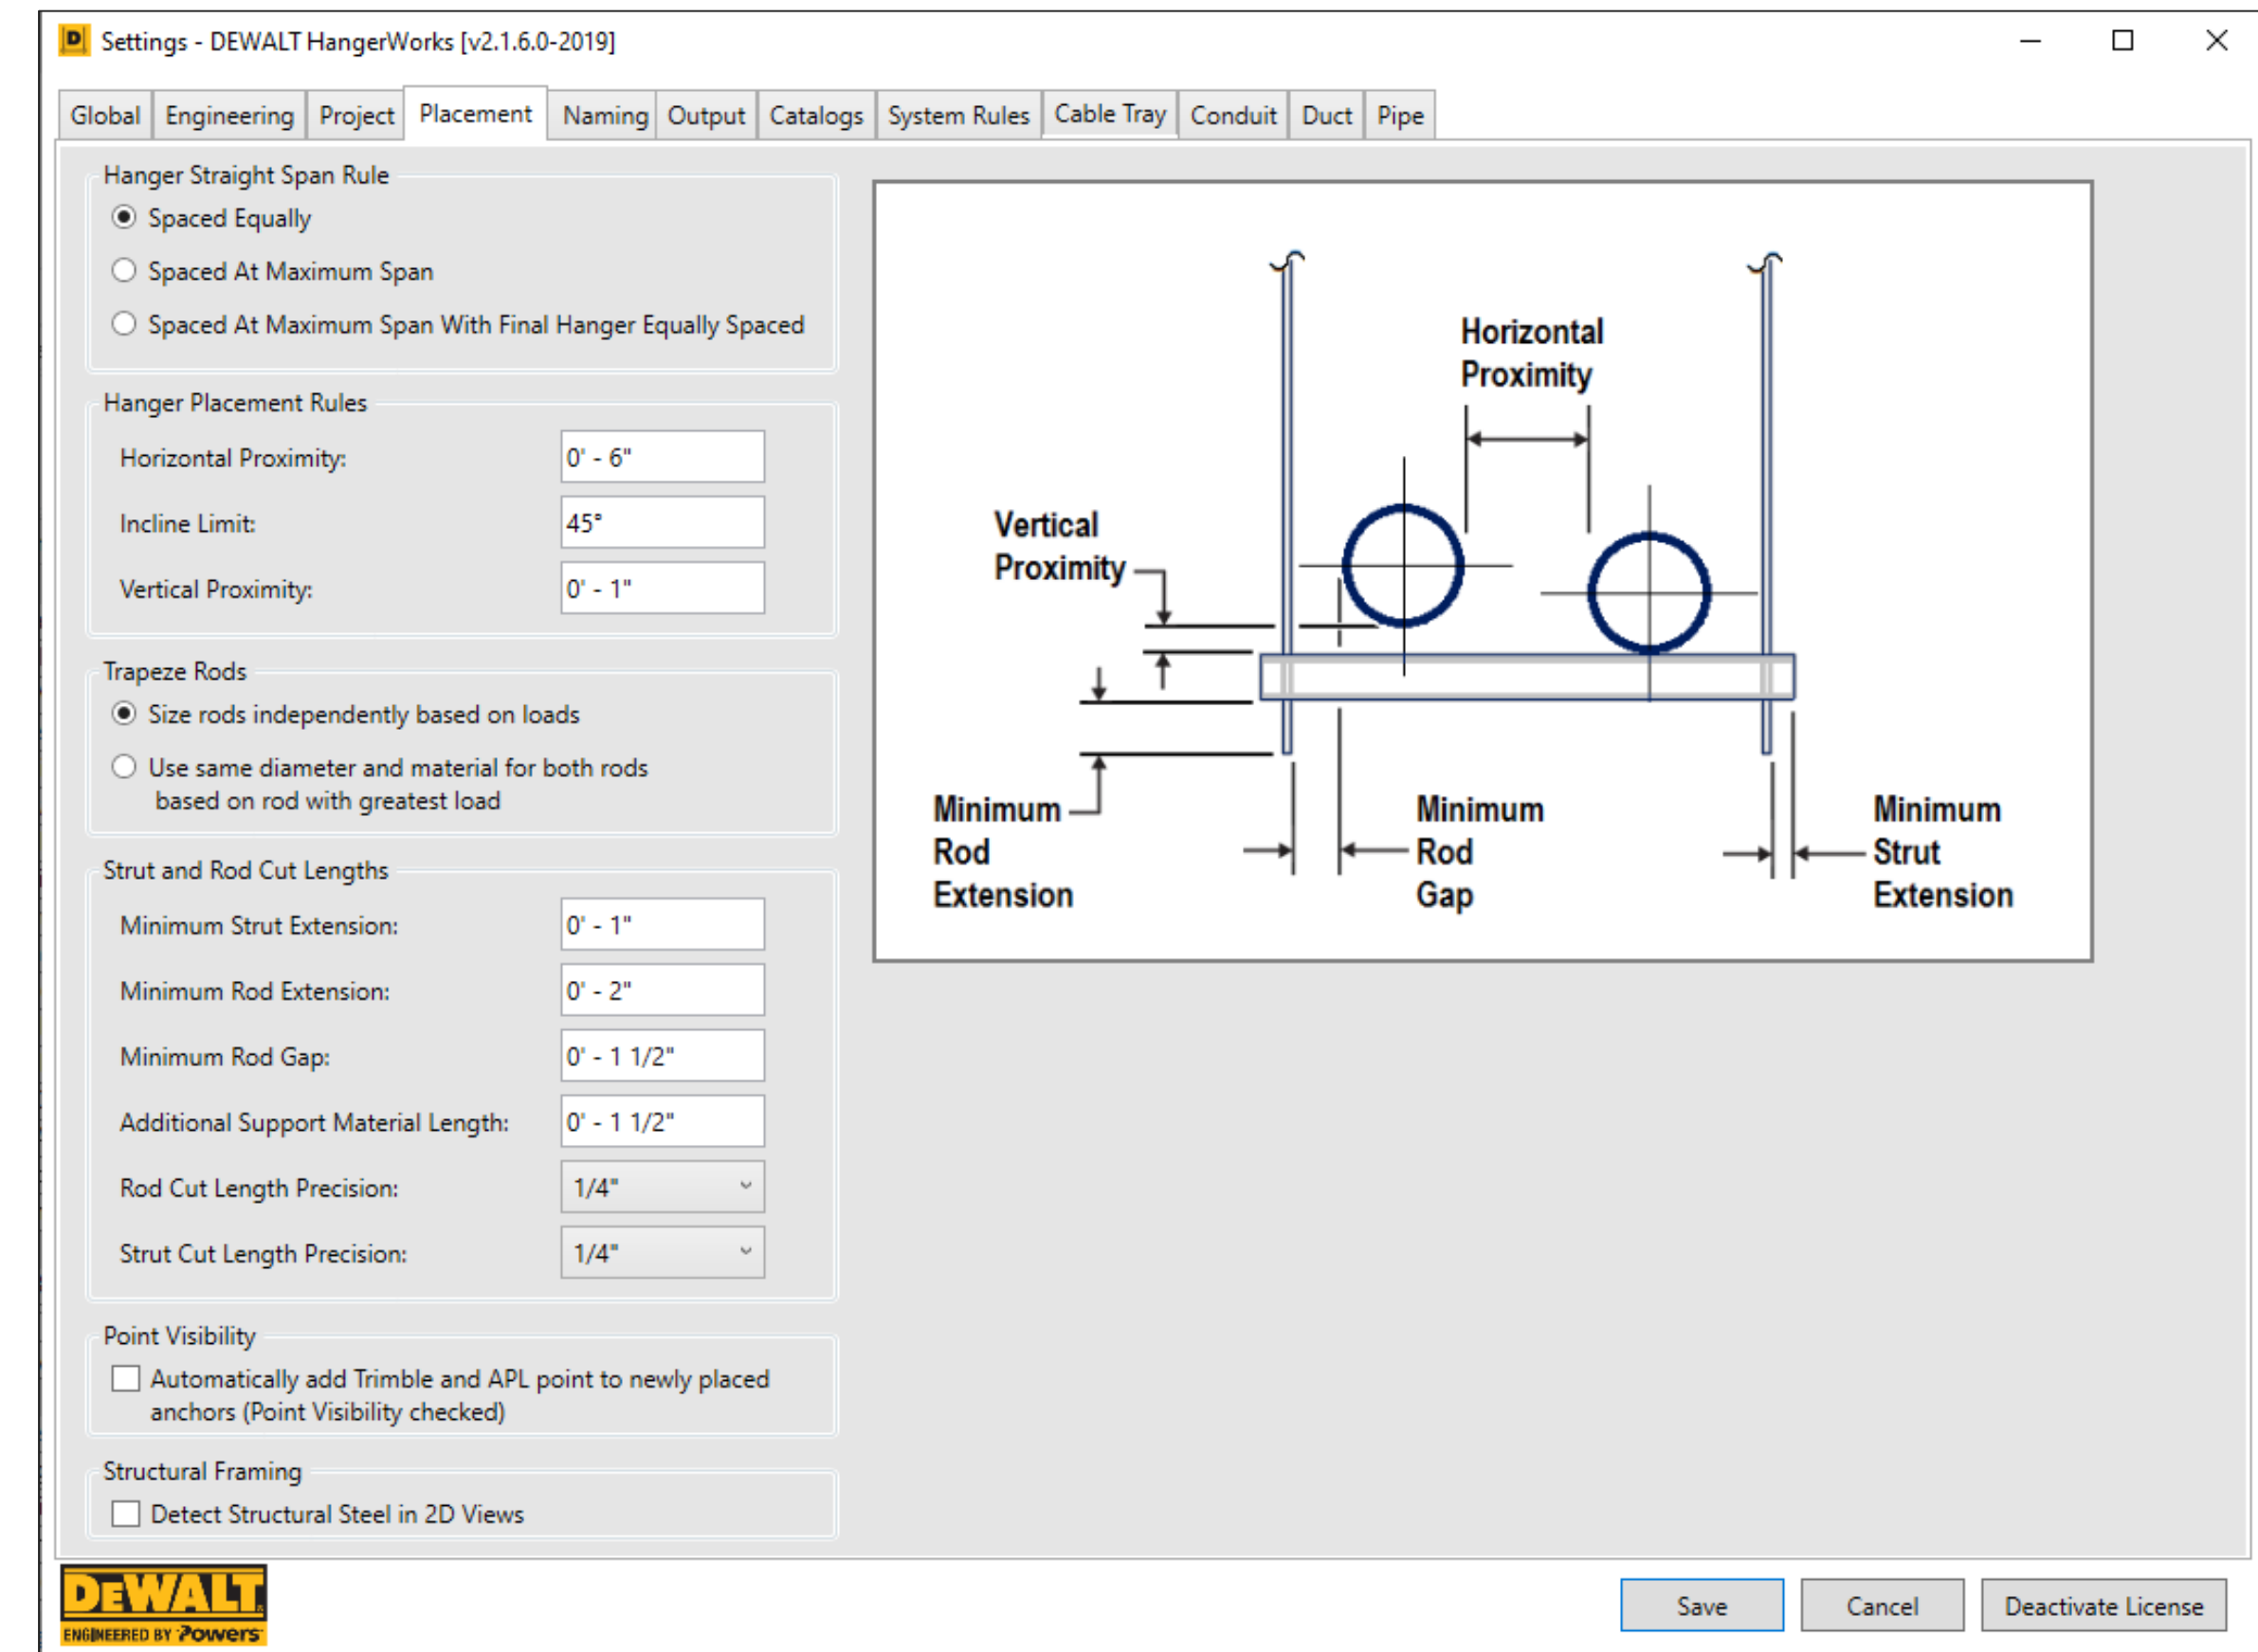 Settings - DEWALT HangerWorks [v2.1.6.0-2019]
Global Engineering Project Placement Naming Output Catalogs System Rules Cable Tray Conduit Duct Pipe
Hanger Straight Span Rule
Spaced Equally
Spaced At Maximum Span
Spaced At Maximum Span With Final Hanger Equally Spaced
Hanger Placement Rules
Horizontal Proximity: 0' - 6"
Incline Limit: 45°
Vertical Proximity: 0' - 1"
Trapeze Rods
Size rods independently based on loads
Use same diameter and material for both rods
based on rod with greatest load
Strut and Rod Cut Lengths
Minimum Strut Extension: 0' - 1"
Minimum Rod Extension: 0' - 2"
Minimum Rod Gap: 0' - 1 1/2"
Additional Support Material Length: 0' - 1 1/2"
Rod Cut Length Precision: 1/4"
Strut Cut Length Precision: 1/4"
Point Visibility
Automatically add Trimble and APL point to newly placed
anchors (Point Visibility checked)
Structural Framing
Detect Structural Steel in 2D Views
Horizontal
Proximity
Vertical
Proximity
Minimum
Rod
Extension
Minimum
Rod
Gap
Minimum
Strut
Extension
DEWALT
ENGINEERED BY Powers
Save Cancel Deactivate License